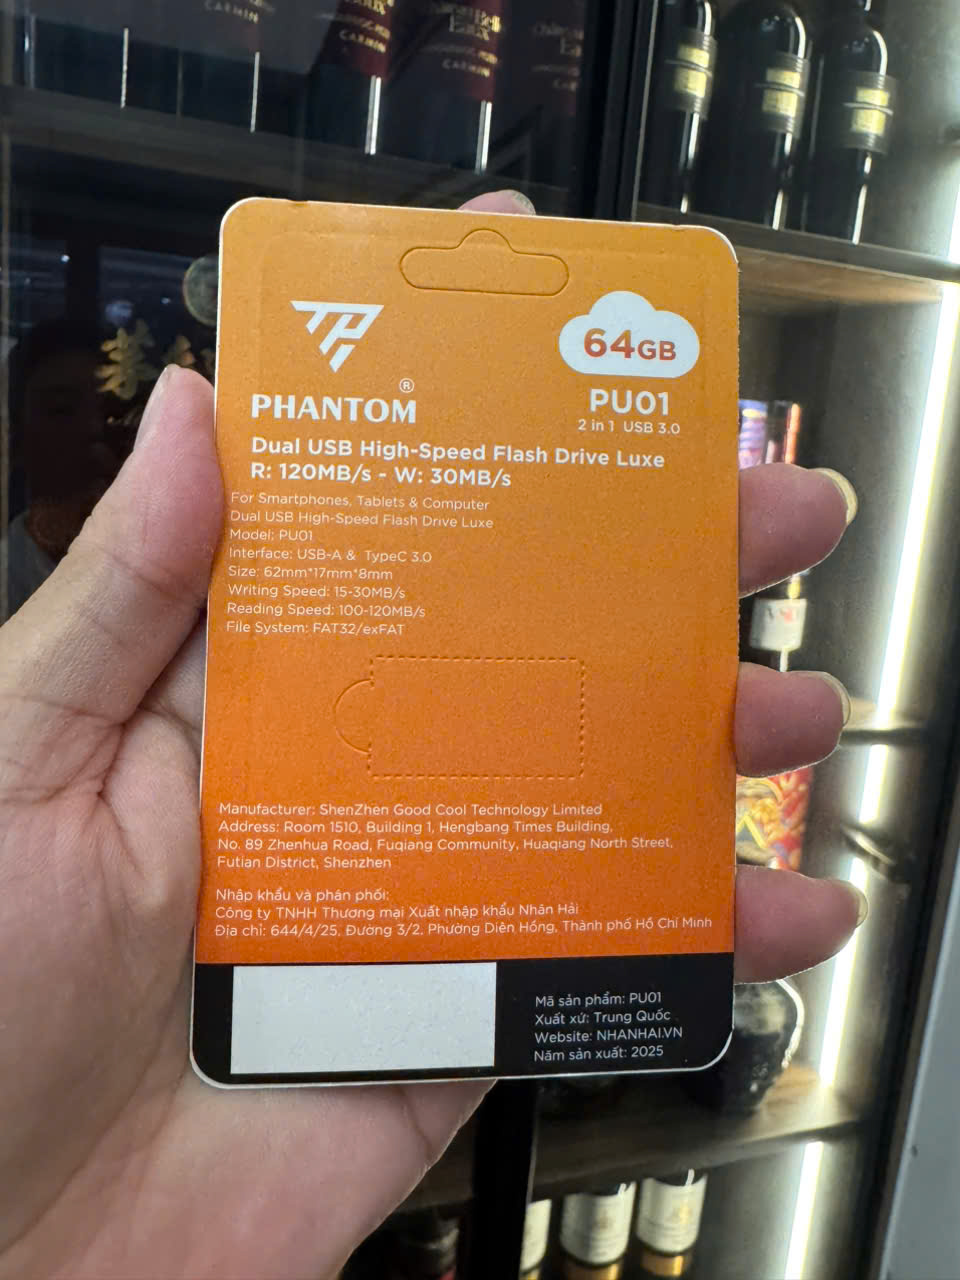 CARMIN
CARMIN
CARMIN
64GB
PHANTOM ®
PU01
2 in 1 USB 3.0
Dual USB High-Speed Flash Drive Luxe
R: 120MB/s - W: 30MB/s
For Smartphones, Tablets & Computer
Dual USB High-Speed Flash Drive Luxe
Model: PU01
Interface: USB-A & TypeC 3.0
Size: 62mm*17mm*8mm
Writing Speed: 15-30MB/s
Reading Speed: 100-120MB/s
File System: FAT32/exFAT
Manufacturer: ShenZhen Good Cool Technology Limited
Address: Room 1510, Building 1, Hengbang Times Building,
No. 89 Zhenhua Road, Fuqiang Community, Huaqiang North Street,
Futian District, Shenzhen
Nhập khẩu và phân phối:
Công ty TNHH Thương mại Xuất nhập khẩu Nhân Hải
Địa chỉ: 644/4/25, Đường 3/2, Phường Diên Hồng, Thành phố Hồ Chí Minh
Mã sản phẩm: PU01
Xuất xứ: Trung Quốc
Website: NHANHAI.VN
Năm sản xuất: 2025